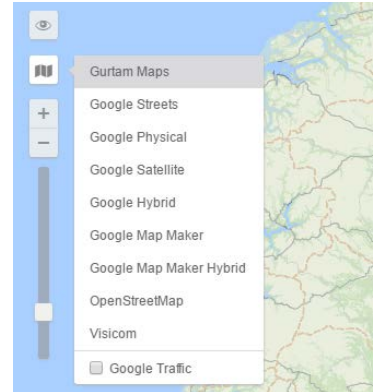 Gurtam Maps
Google Streets
Google Physical
Google Satellite
Google Hybrid
Google Map Maker
Google Map Maker Hybrid
OpenStreetMap
Visicom
Google Traffic